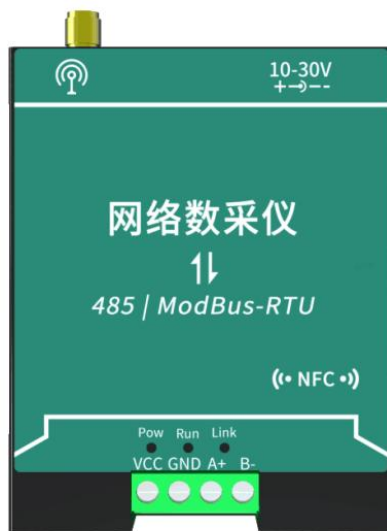 10-30V
网络数采仪
485 | ModBus-RTU
NFC
Pow Run Link
VCC GND A+ B-